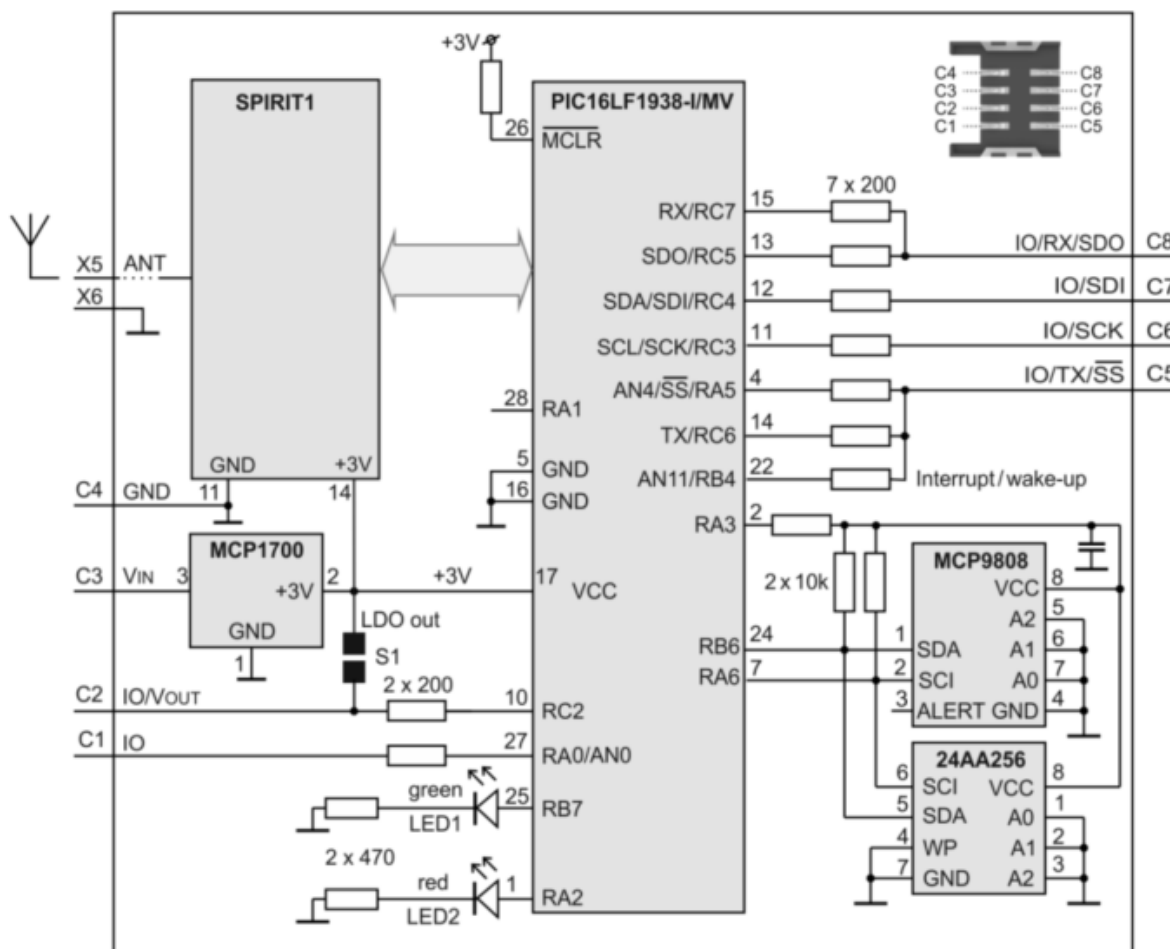 +3V
SPIRIT1
PIC16LF1938-I/MV
C4 C8
C3 C7
C2 C6
C1 C5
26 MCLR
7 x 200
15 RX/RC7
13 SDO/RC5
IO/RX/SDO C8
X5 ANT
12 SDA/SDI/RC4
IO/SDI C7
X6
11 SCL/SCK/RC3
IO/SCK C6
4 AN4/SS/RA5
IO/TX/SS C5
28 RA1
14 TX/RC6
GND +3V
5 GND
22 AN11/RB4
Interrupt / wake-up
C4 GND 11 14
16 GND
2 RA3
MCP1700
C3 VIN 3 +3V 2
+3V 17 VCC
GND
1
LDO out
S1
2 x 10k
MCP9808
VCC 8
A2 5
24 RB6
1 SDA A1 6
7 RA6
2 SCI A0 7
3 ALERT GND 4
C2 IO/VOUT
2 x 200
10 RC2
C1 IO
27 RA0/AN0
24AA256
6 SCI VCC 8
5 SDA A0 1
4 WP A1 2
7 GND A2 3
green
LED1
25 RB7
2 x 470
red
LED2
1 RA2